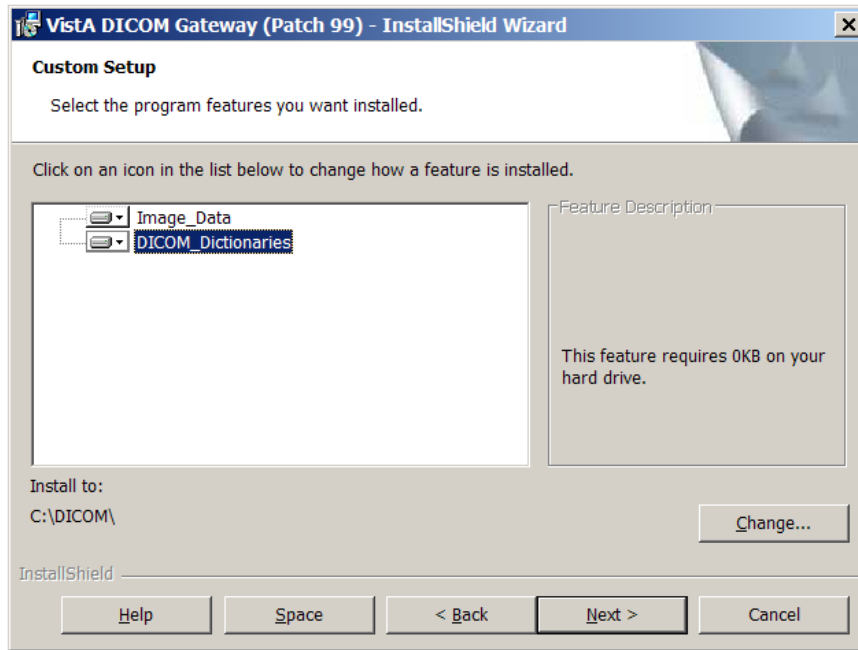 VistA DICOM Gateway (Patch 99) - InstallShield Wizard
Custom Setup
Select the program features you want installed.
Click on an icon in the list below to change how a feature is installed.
Image_Data
DICOM_Dictionaries
Feature Description
This feature requires 0KB on your
hard drive.
Install to:
C:\DICOM\
Change...
InstallShield
Help
Space
< Back
Next >
Cancel